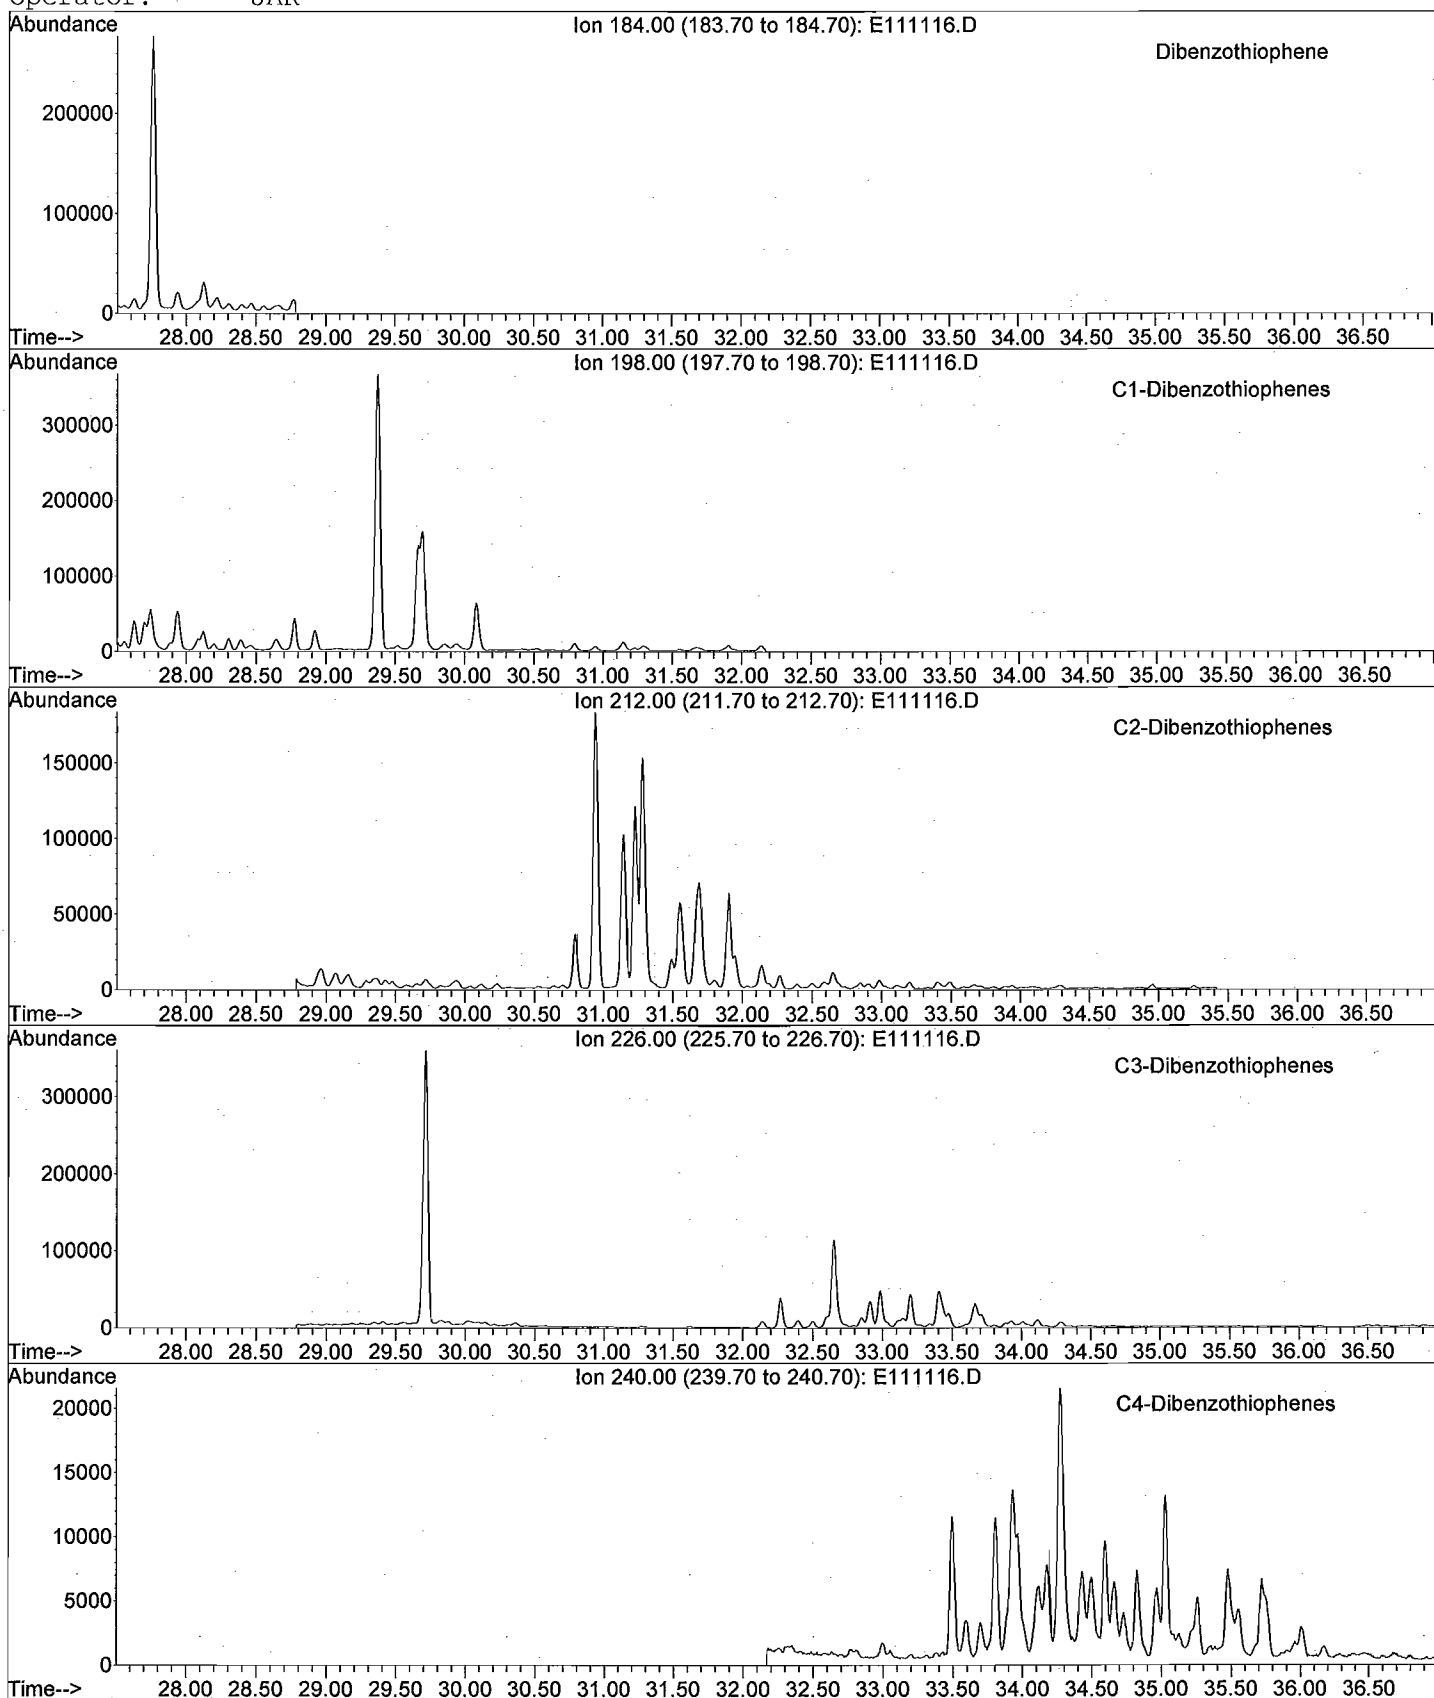 Abundance Ion 184.00 (183.70 to 184.70): E111116.D
Dibenzothiophene
200000
100000
0
Time--> 28.00 28.50 29.00 29.50 30.00 30.50 31.00 31.50 32.00 32.50 33.00 33.50 34.00 34.50 35.00 35.50 36.00 36.50
Abundance Ion 198.00 (197.70 to 198.70): E111116.D
C1-Dibenzothiophenes
300000
200000
100000
0
Time--> 28.00 28.50 29.00 29.50 30.00 30.50 31.00 31.50 32.00 32.50 33.00 33.50 34.00 34.50 35.00 35.50 36.00 36.50
Abundance Ion 212.00 (211.70 to 212.70): E111116.D
C2-Dibenzothiophenes
150000
100000
50000
0
Time--> 28.00 28.50 29.00 29.50 30.00 30.50 31.00 31.50 32.00 32.50 33.00 33.50 34.00 34.50 35.00 35.50 36.00 36.50
Abundance Ion 226.00 (225.70 to 226.70): E111116.D
C3-Dibenzothiophenes
300000
200000
100000
0
Time--> 28.00 28.50 29.00 29.50 30.00 30.50 31.00 31.50 32.00 32.50 33.00 33.50 34.00 34.50 35.00 35.50 36.00 36.50
Abundance Ion 240.00 (239.70 to 240.70): E111116.D
C4-Dibenzothiophenes
20000
15000
10000
5000
0
Time--> 28.00 28.50 29.00 29.50 30.00 30.50 31.00 31.50 32.00 32.50 33.00 33.50 34.00 34.50 35.00 35.50 36.00 36.50